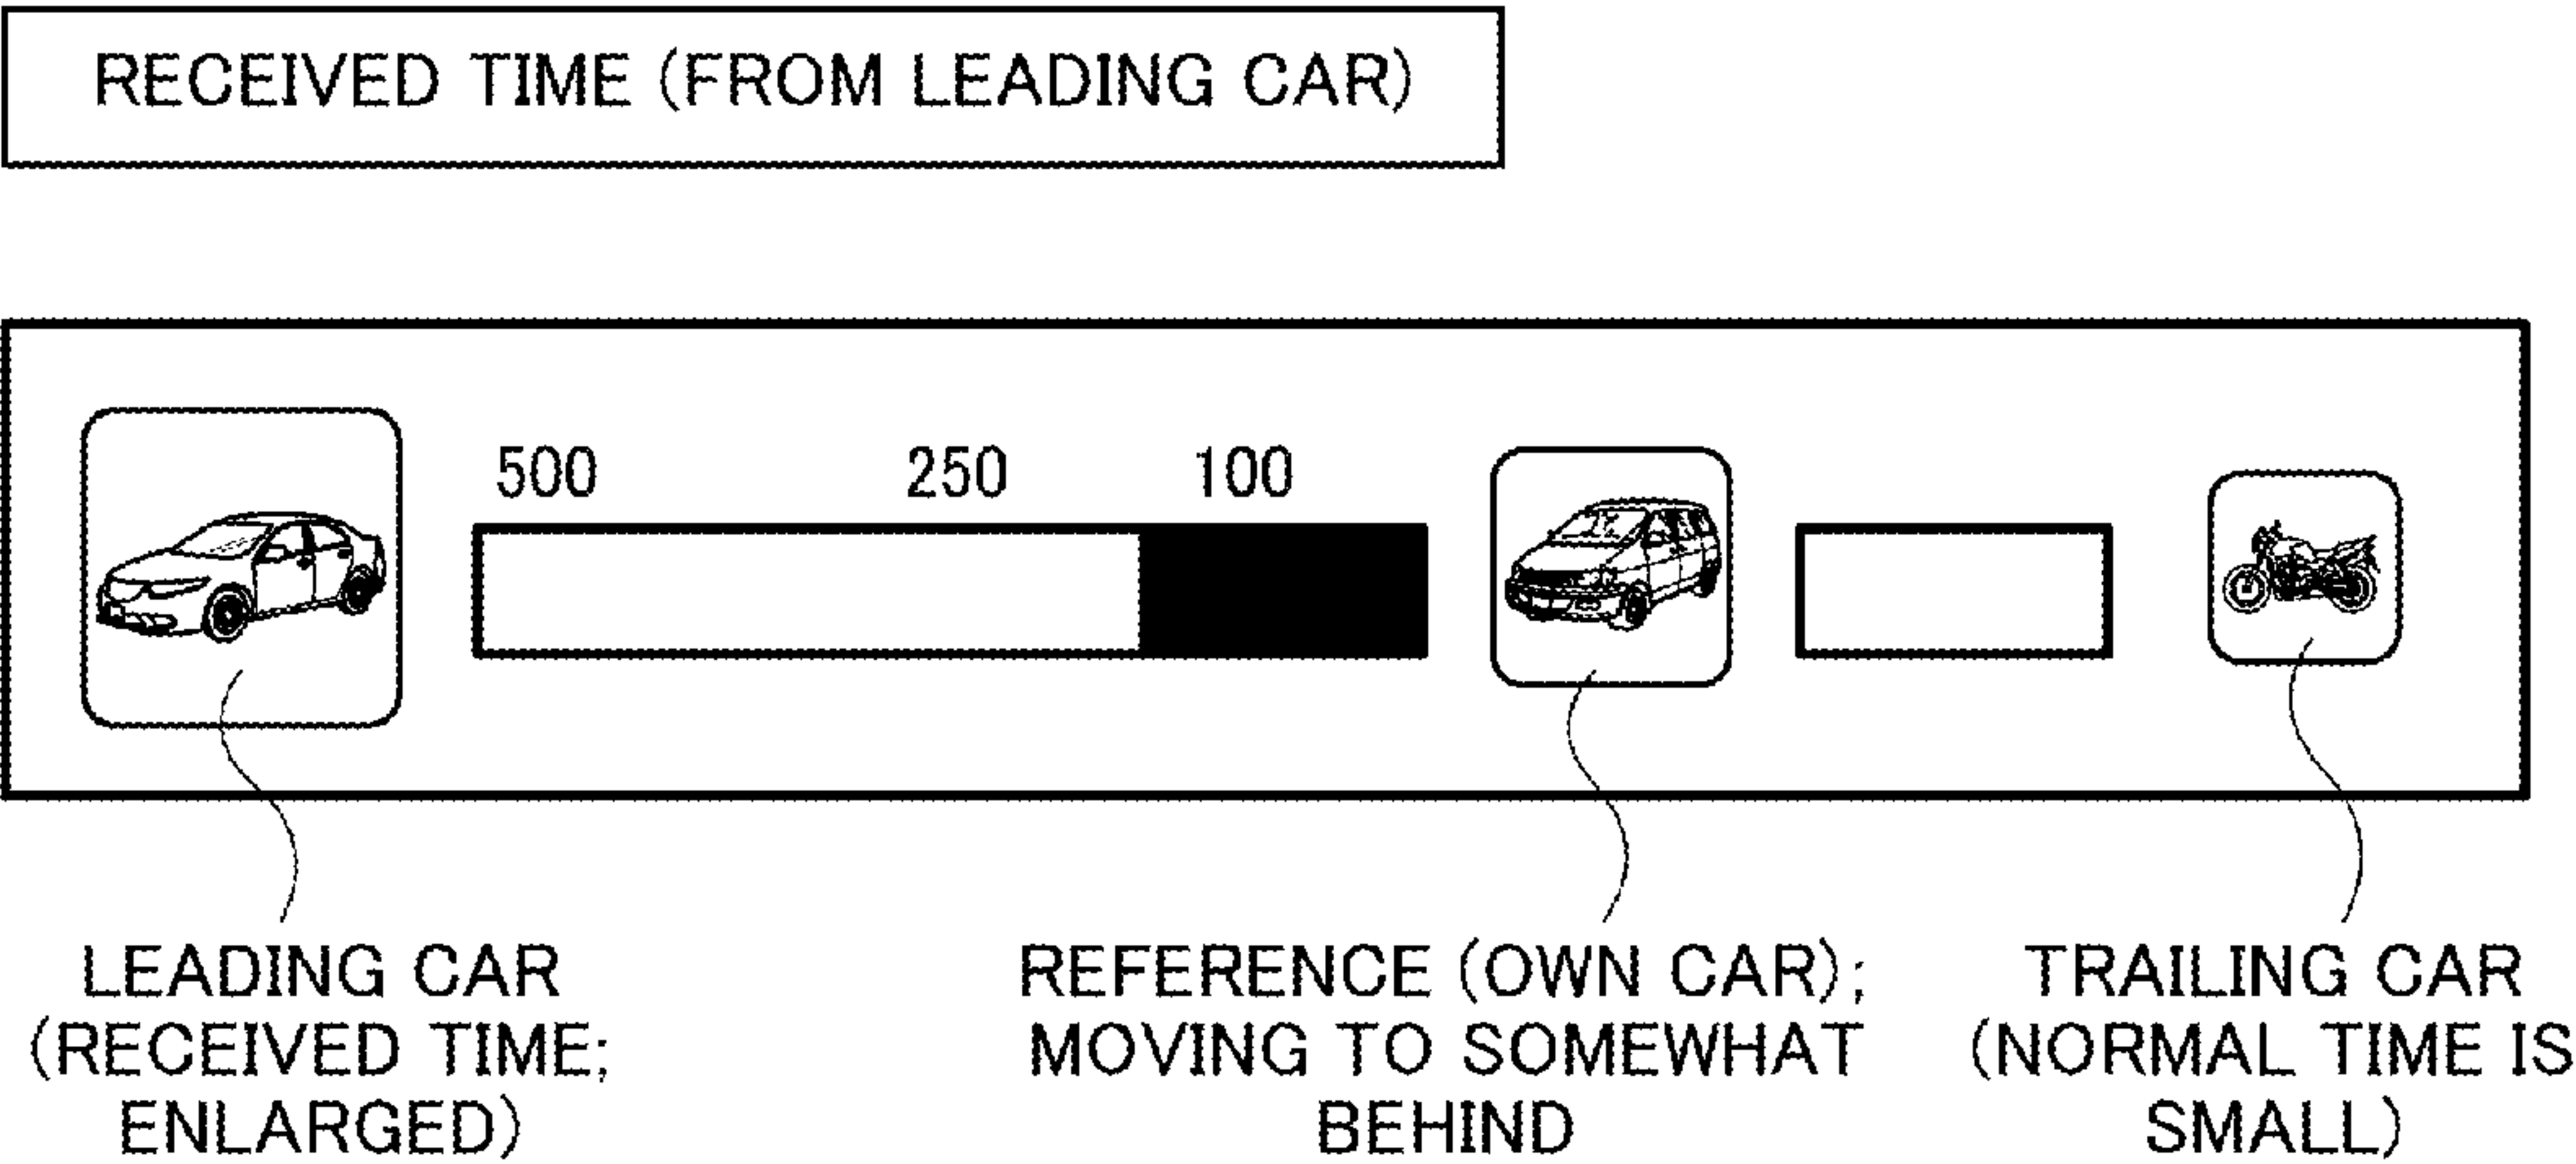 RECEIVED TIME (FROM LEADING CAR)
500 250 100
LEADING CAR
(RECEIVED TIME;
ENLARGED)
REFERENCE (OWN CAR);
MOVING TO SOMEWHAT
BEHIND
TRAILING CAR
(NORMAL TIME IS
SMALL)